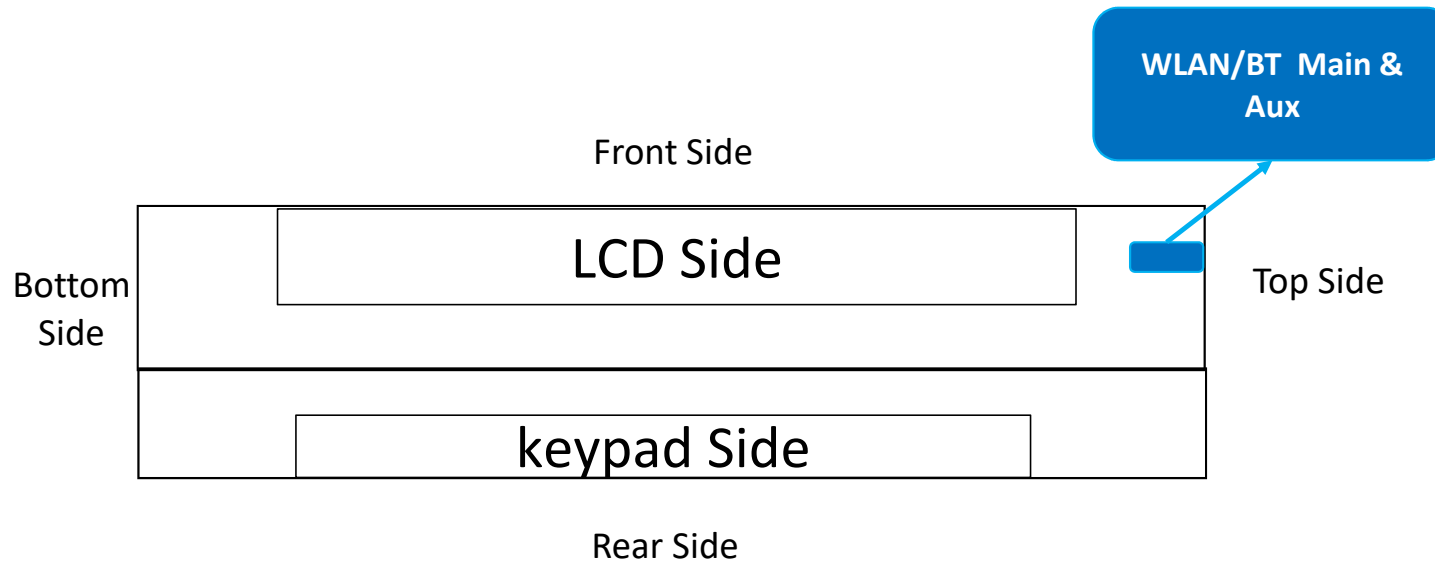 WLAN/BT Main &
Aux
Front Side
LCD Side
Bottom
Side
Top Side
keypad Side
Rear Side